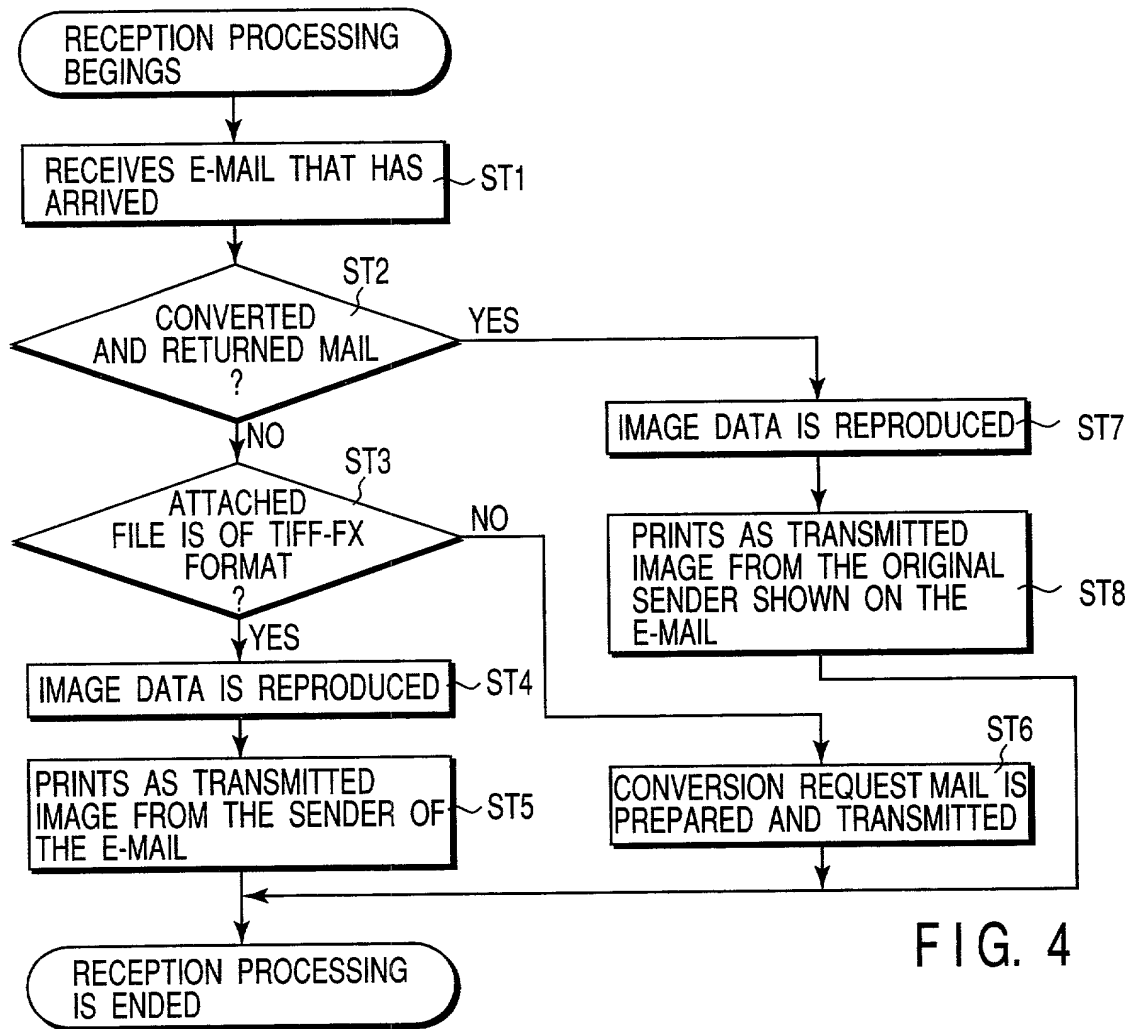 RECEPTION PROCESSING
BEGINGS
RECEIVES E-MAIL THAT HAS
ARRIVED
ST1
ST2
CONVERTED
AND RETURNED MAIL
?
YES
NO
ST3
ATTACHED
FILE IS OF TIFF-FX
FORMAT
?
NO
YES
IMAGE DATA IS REPRODUCED
ST4
PRINTS AS TRANSMITTED
IMAGE FROM THE SENDER OF
THE E-MAIL
ST5
IMAGE DATA IS REPRODUCED
ST7
PRINTS AS TRANSMITTED
IMAGE FROM THE ORIGINAL
SENDER SHOWN ON THE
E-MAIL
ST8
ST6
CONVERSION REQUEST MAIL IS
PREPARED AND TRANSMITTED
RECEPTION PROCESSING
IS ENDED
FIG. 4